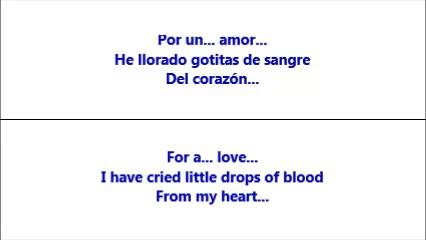 Por un... amor...
He llorado gotitas de sangre
Del corazón...
For a... love...
I have cried little drops of blood
From my heart...